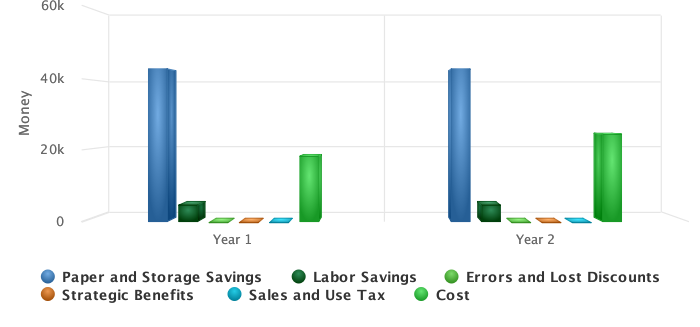 60k
40k
20k
0
Money
Year 1
Year 2
Paper and Storage Savings
Labor Savings
Errors and Lost Discounts
Strategic Benefits
Sales and Use Tax
Cost